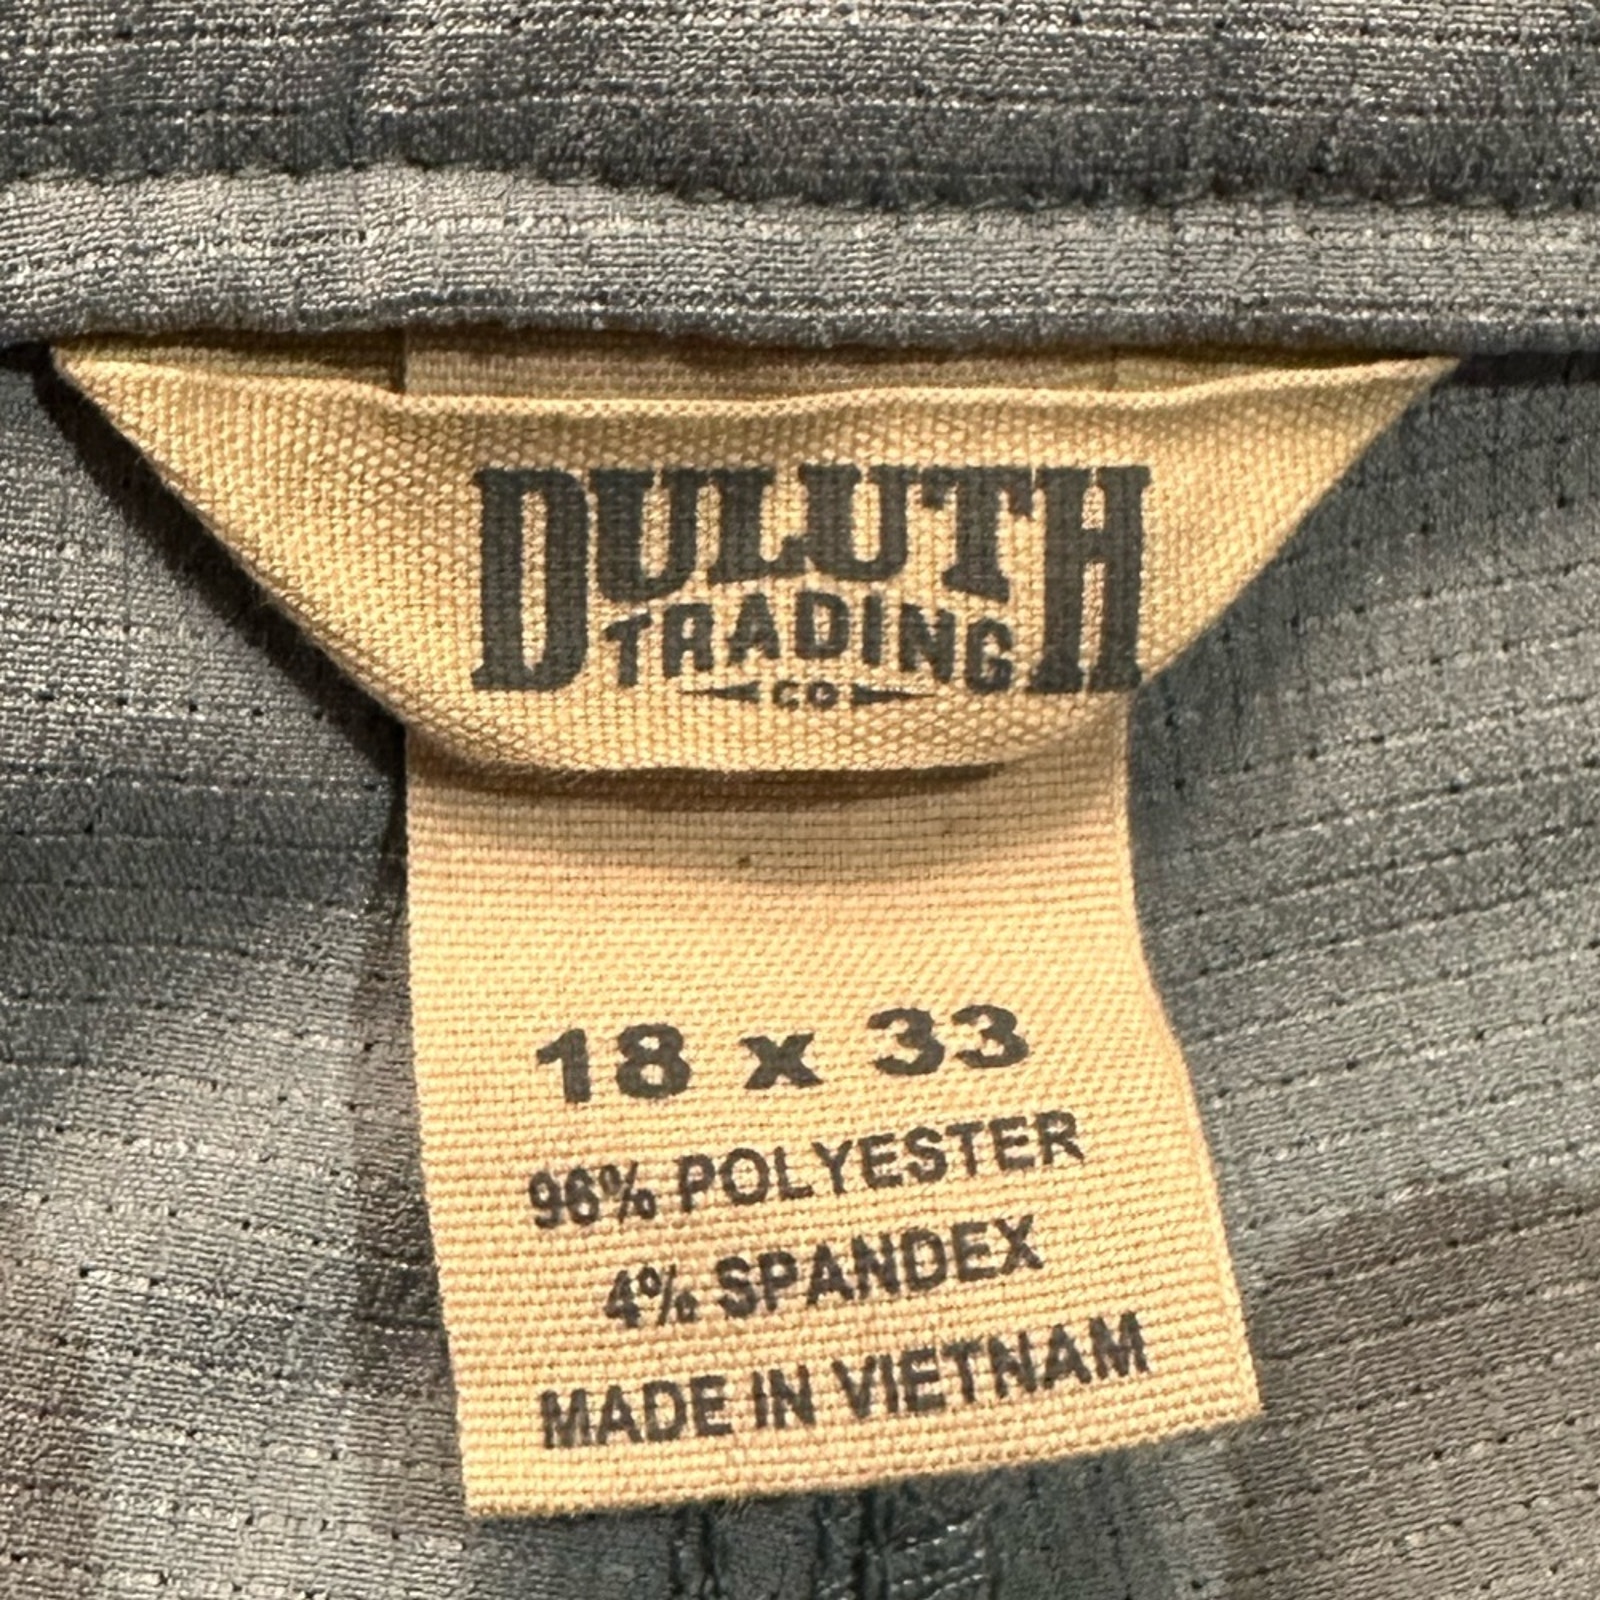 DULUTH
TRADING
CO
18 x 33
96% POLYESTER
4% SPANDEX
MADE IN VIETNAM